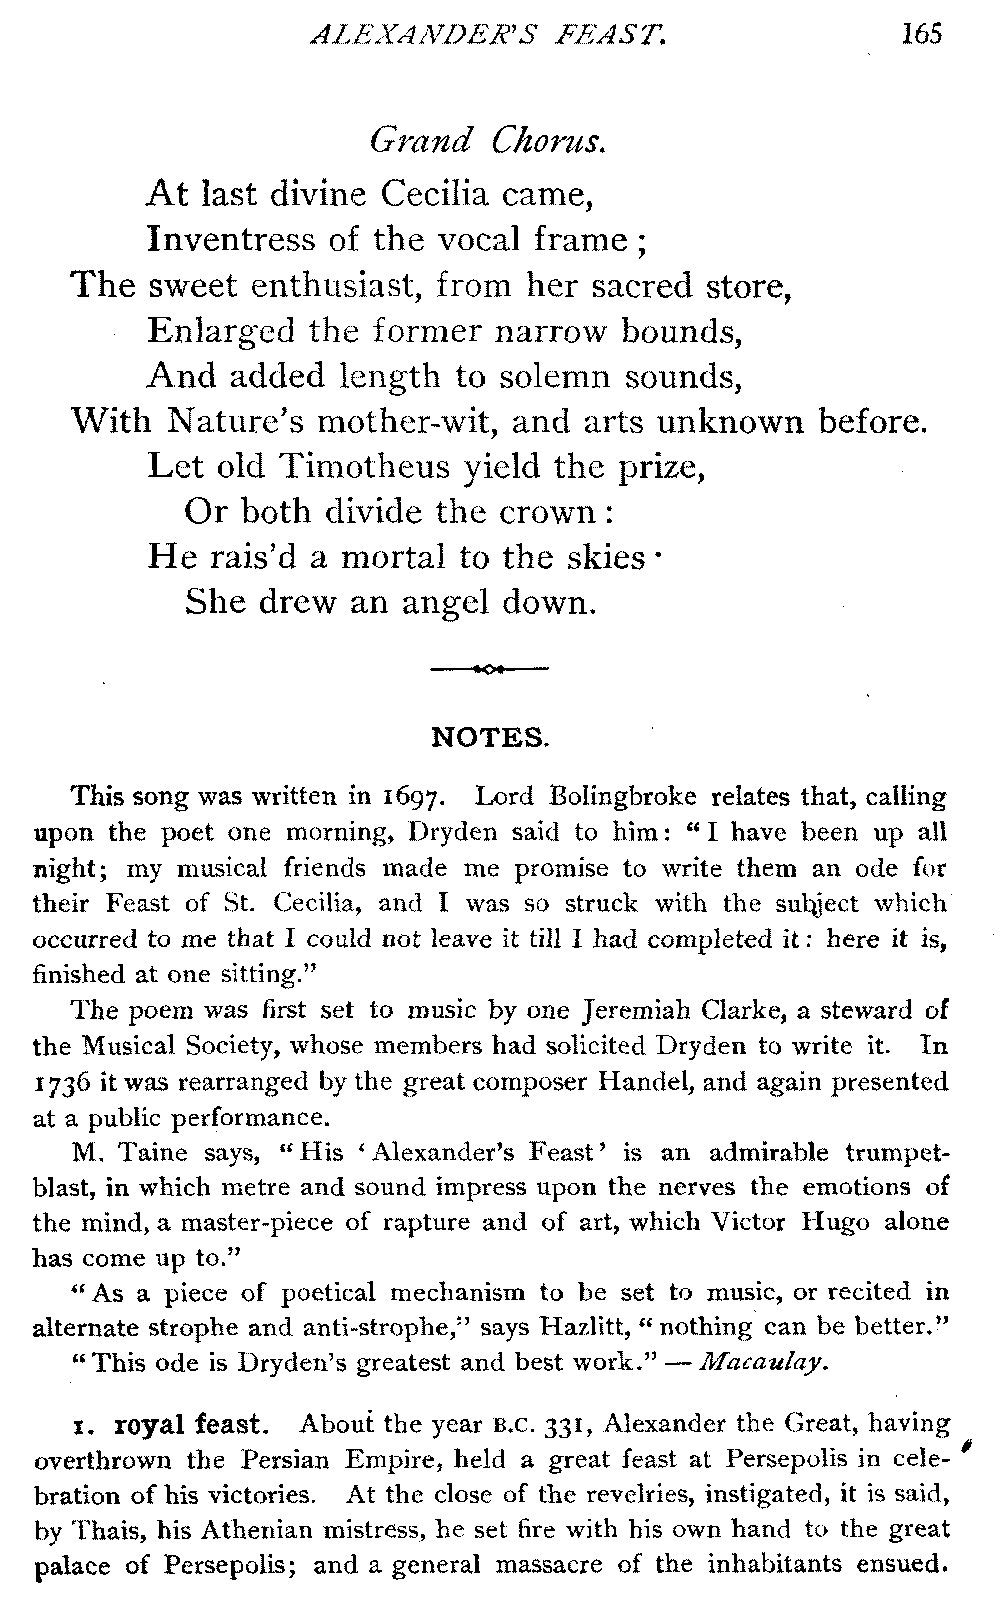 ALEXANDER'S FEAST. 165
Grand Chorus.
At last divine Cecilia came,
Inventress of the vocal frame ;
The sweet enthusiast, from her sacred store,
Enlarged the former narrow bounds,
And added length to solemn sounds,
With Nature's mother-wit, and arts unknown before.
Let old Timotheus yield the prize,
Or both divide the crown :
He rais'd a mortal to the skies ·
She drew an angel down.
NOTES.
This song was written in 1697. Lord Bolingbroke relates that, calling
upon the poet one morning, Dryden said to him: "I have been up all
night; my musical friends made me promise to write them an ode for
their Feast of St. Cecilia, and I was so struck with the subject which
occurred to me that I could not leave it till I had completed it: here it is,
finished at one sitting."
The poem was first set to music by one Jeremiah Clarke, a steward of
the Musical Society, whose members had solicited Dryden to write it. In
1736 it was rearranged by the great composer Handel, and again presented
at a public performance.
M. Taine says, "His 'Alexander's Feast' is an admirable trumpet-
blast, in which metre and sound impress upon the nerves the emotions of
the mind, a master-piece of rapture and of art, which Victor Hugo alone
has come up to."
"As a piece of poetical mechanism to be set to music, or recited in
alternate strophe and anti-strophe," says Hazlitt, "nothing can be better."
"This ode is Dryden's greatest and best work." — Macaulay.
1. royal feast. About the year B.C. 331, Alexander the Great, having
overthrown the Persian Empire, held a great feast at Persepolis in cele-
bration of his victories. At the close of the revelries, instigated, it is said,
by Thais, his Athenian mistress, he set fire with his own hand to the great
palace of Persepolis; and a general massacre of the inhabitants ensued.